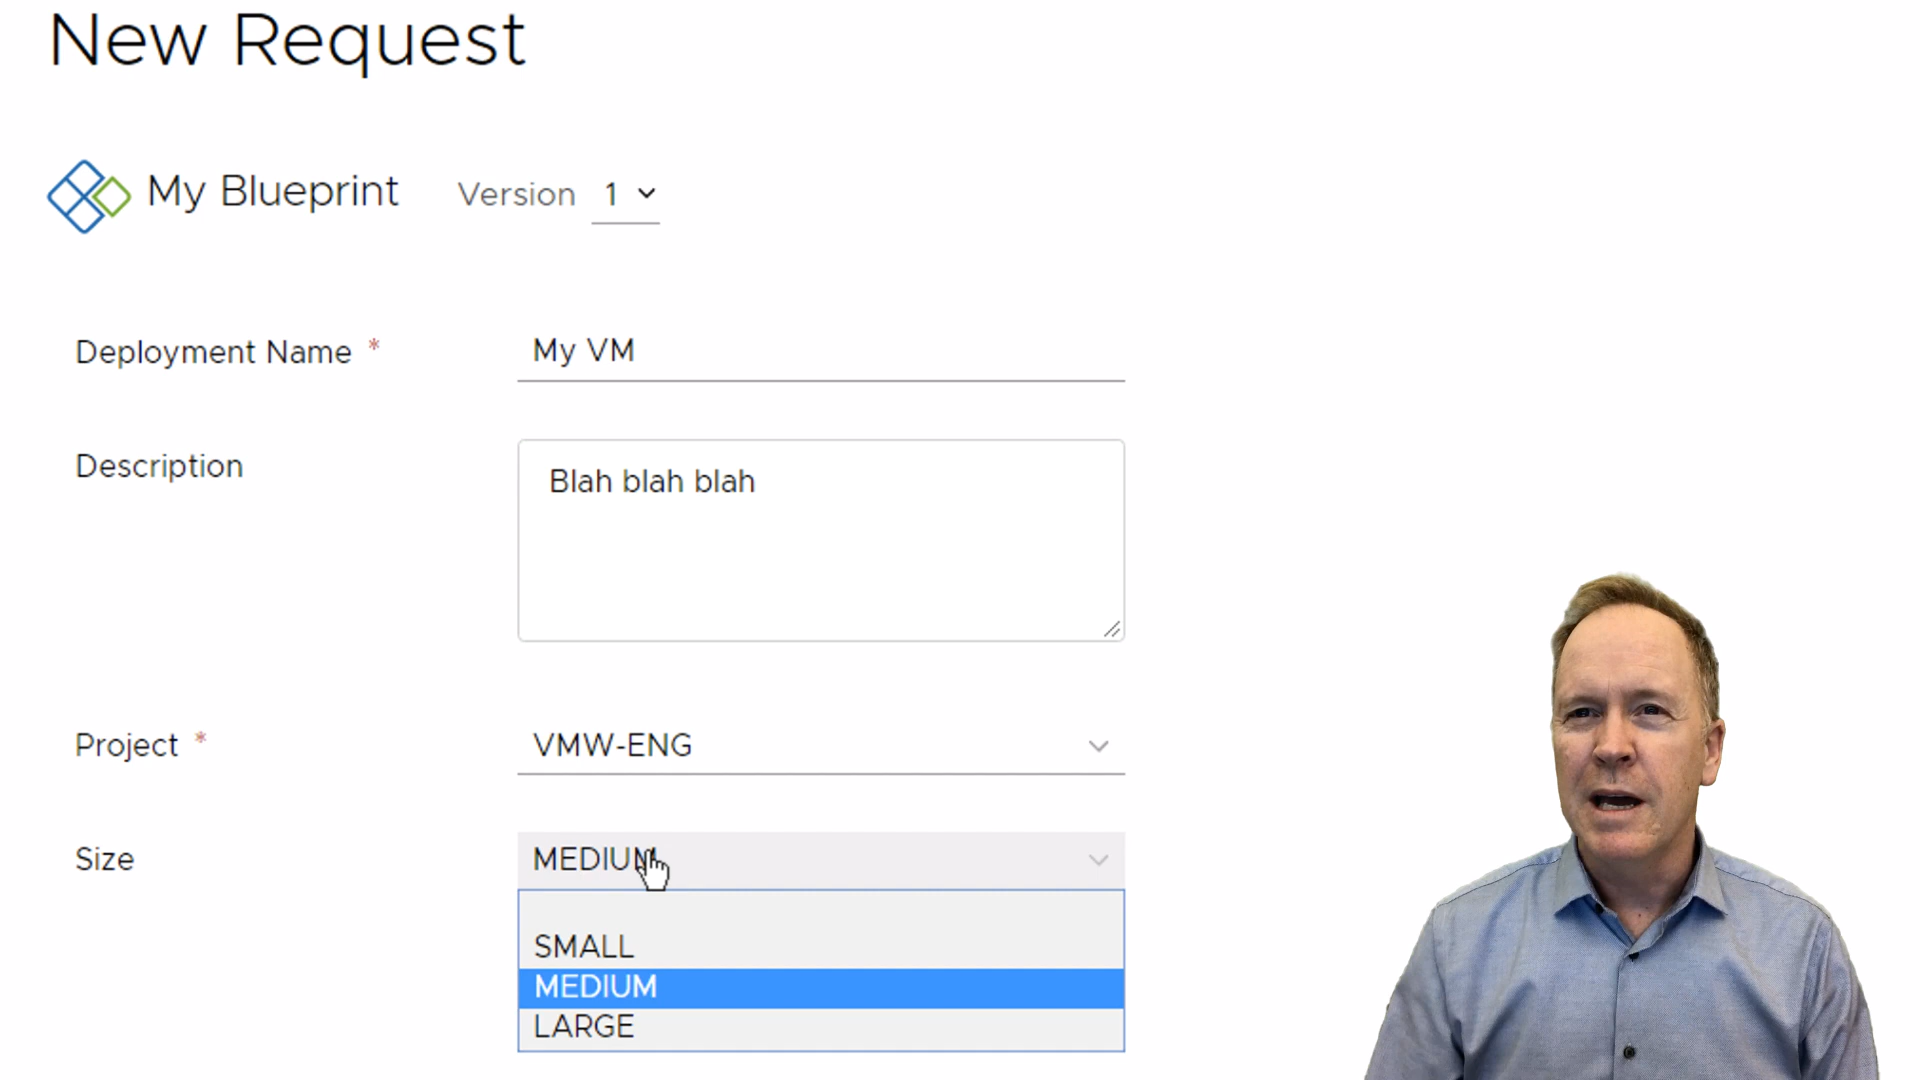 New Request
My Blueprint Version 1
Deployment Name * My VM
Description Blah blah blah
Project * VMW-ENG
Size MEDIUM
SMALL
MEDIUM
LARGE